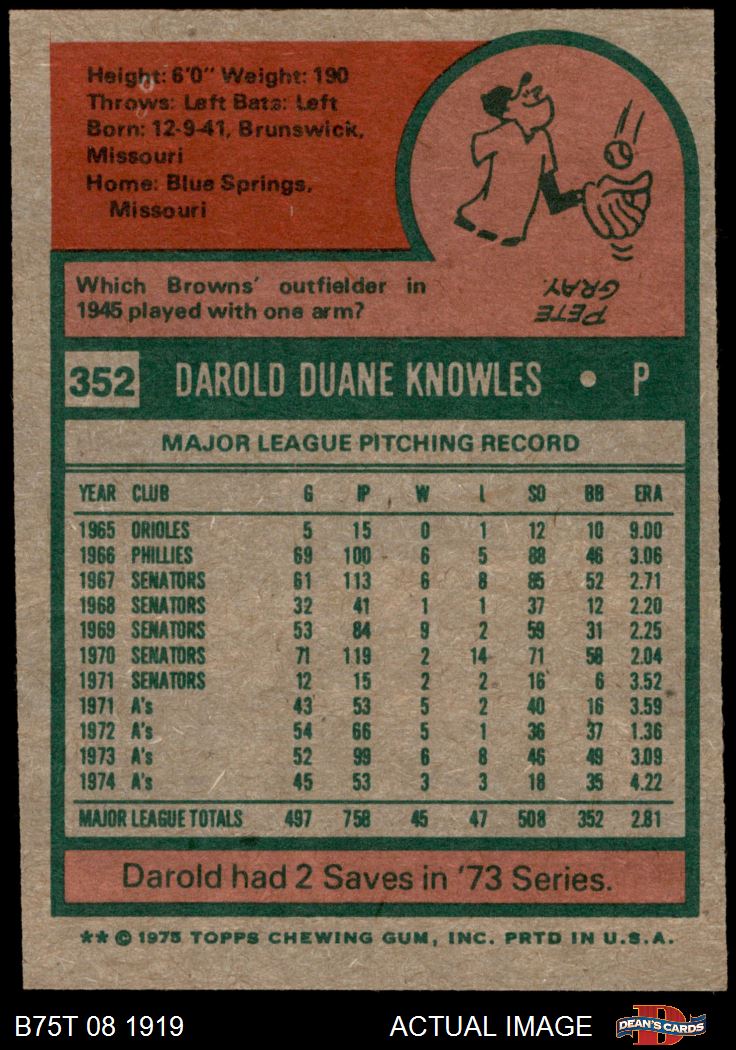 Height: 6'0" Weight: 190
Throws: Left Bats: Left
Born: 12-9-41, Brunswick,
Missouri
Home: Blue Springs,
Missouri
Which Browns' outfielder in
1945 played with one arm?
PETE
GRAY
352 DAROLD DUANE KNOWLES • P
MAJOR LEAGUE PITCHING RECORD
YEAR CLUB G IP W L SO BB ERA
1965 ORIOLES 5 15 0 1 12 10 9.00
1966 PHILLIES 69 100 6 5 88 46 3.06
1967 SENATORS 61 113 6 8 85 52 2.71
1968 SENATORS 32 41 1 1 37 12 2.20
1969 SENATORS 53 84 9 2 59 31 2.25
1970 SENATORS 71 119 2 14 71 58 2.04
1971 SENATORS 12 15 2 2 16 6 3.52
1971 A's 43 53 5 2 40 16 3.59
1972 A's 54 66 5 1 36 37 1.36
1973 A's 52 99 6 8 46 49 3.09
1974 A's 45 53 3 3 18 35 4.22
MAJOR LEAGUE TOTALS 497 758 45 47 508 352 2.81
Darold had 2 Saves in '73 Series.
** © 1975 TOPPS CHEWING GUM, INC. PRTD IN U.S.A.
B75T 08 1919 ACTUAL IMAGE D DEAN'S CARDS